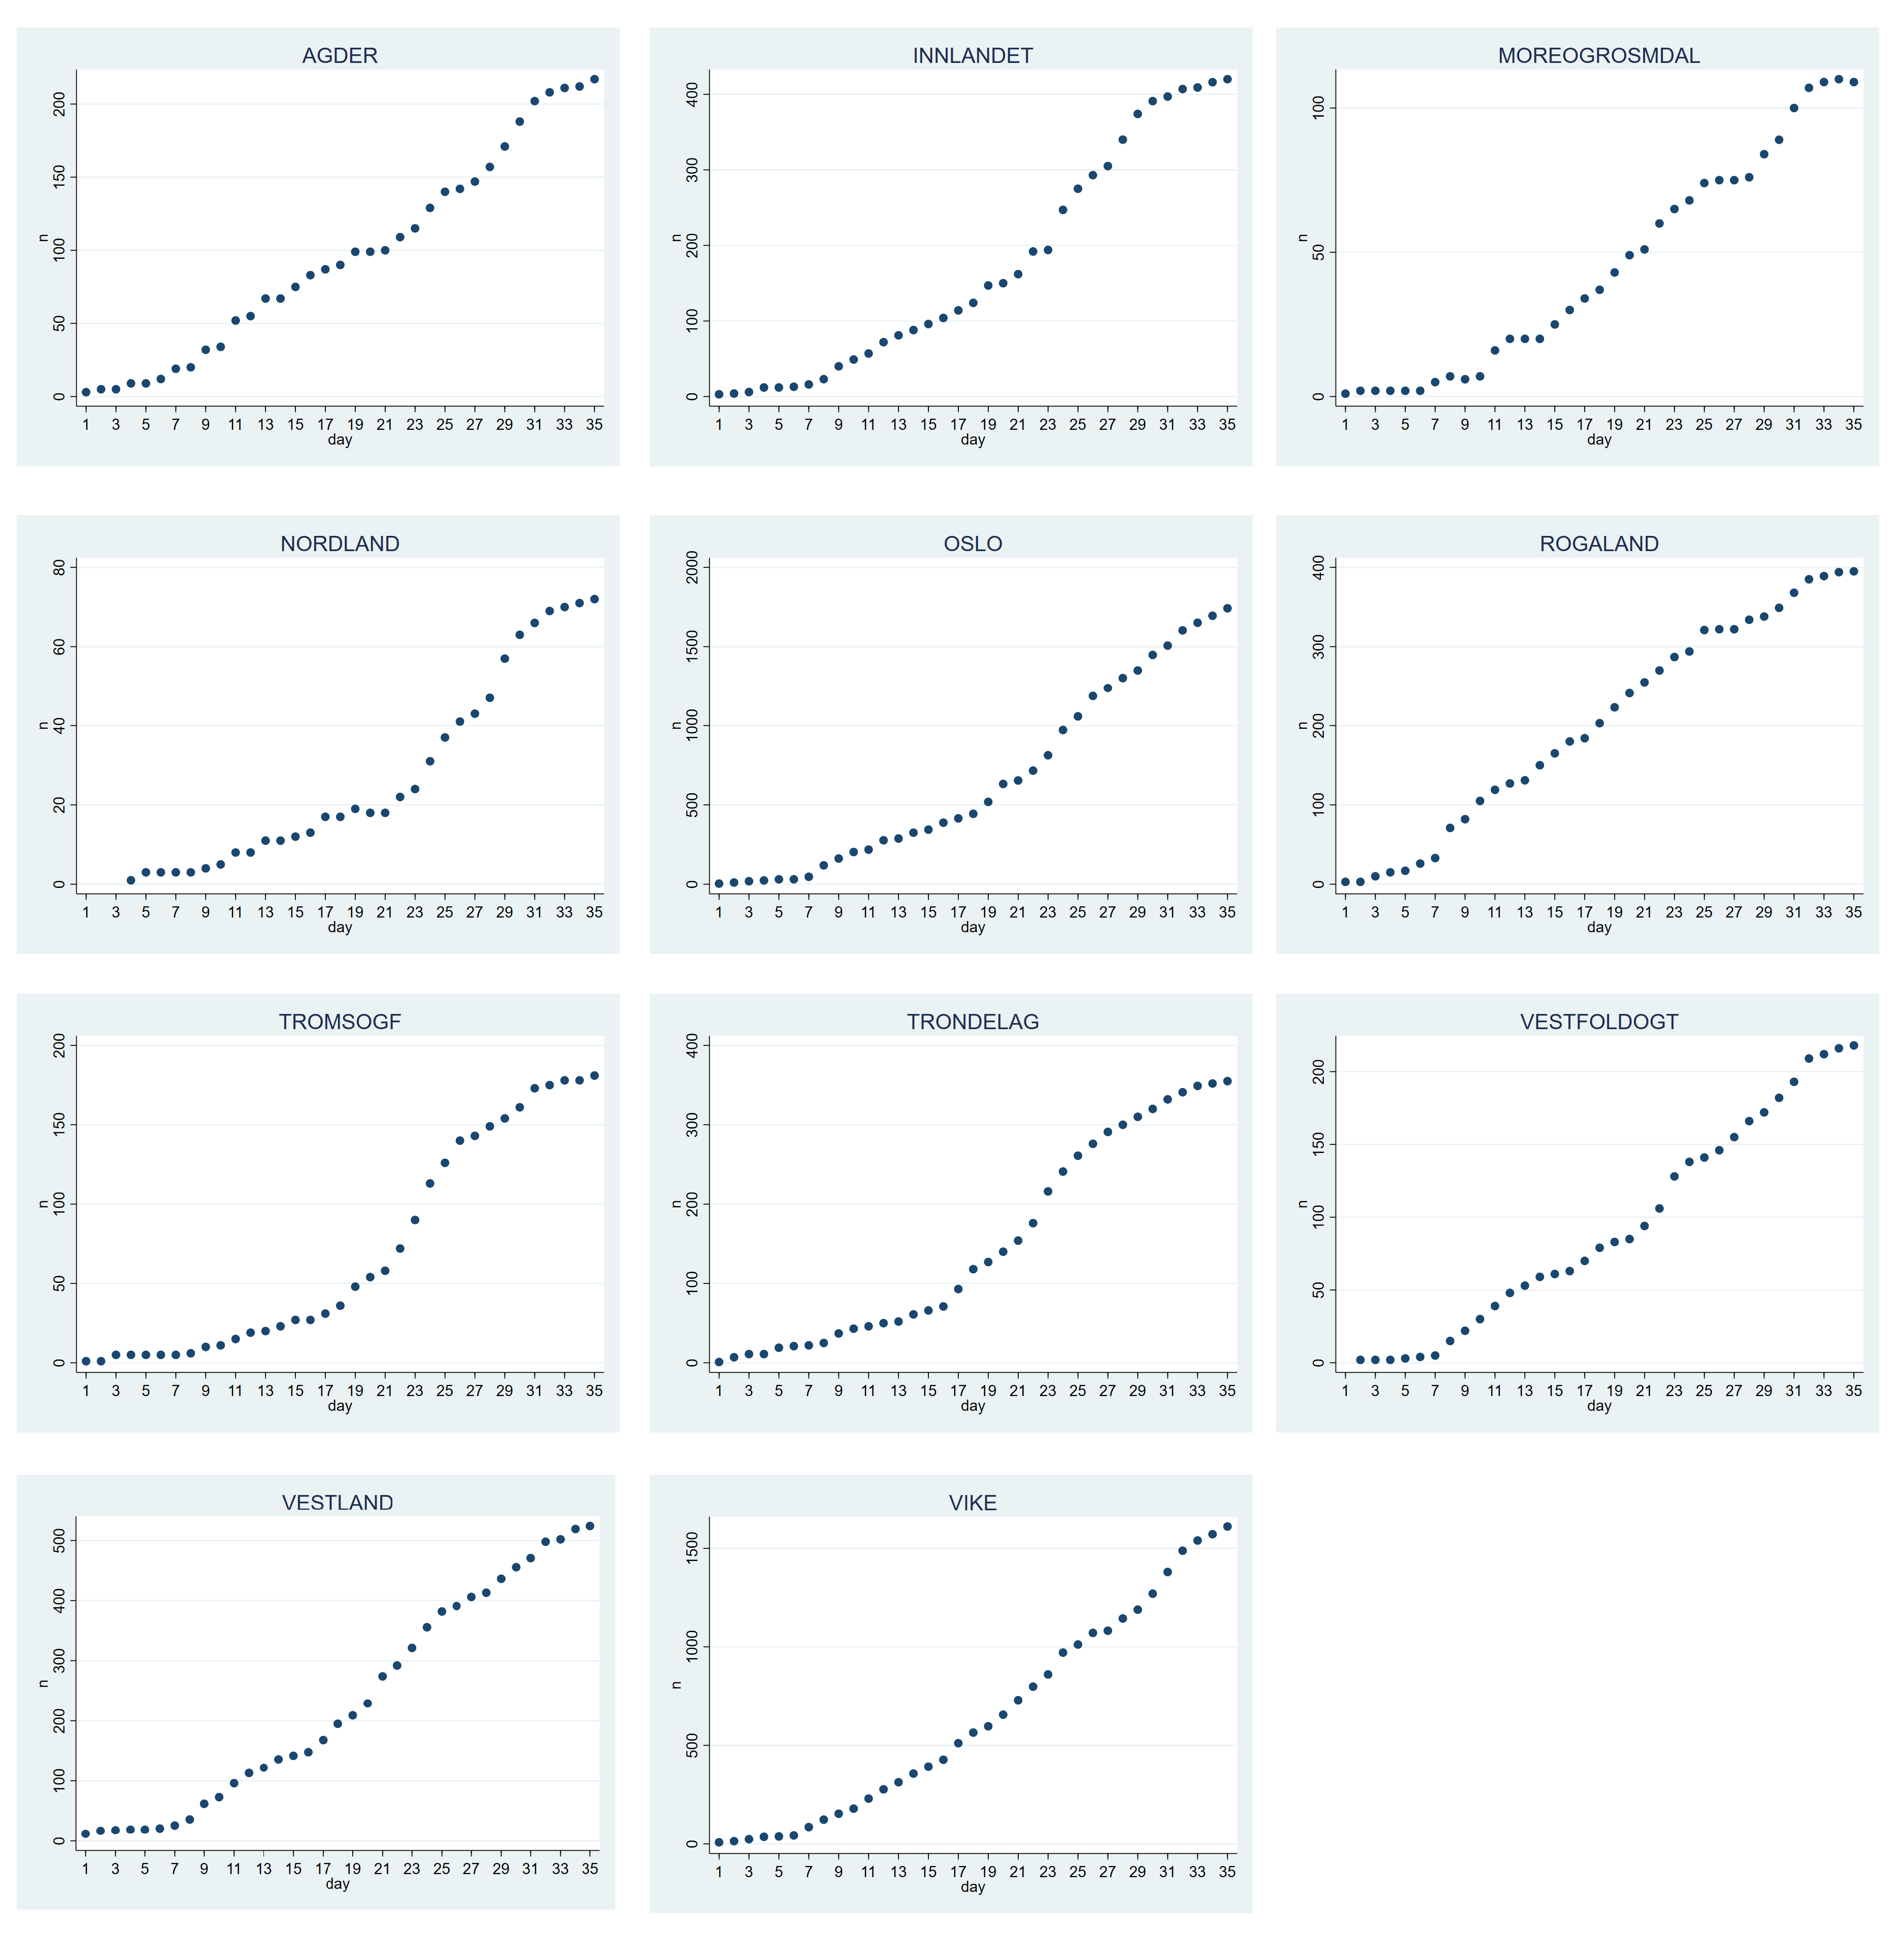 AGDER
n
200
150
100
50
0
1 3 5 7 9 11 13 15 17 19 21 23 25 27 29 31 33 35
day
INNLANDET
n
400
300
200
100
0
1 3 5 7 9 11 13 15 17 19 21 23 25 27 29 31 33 35
day
MOREOGROSMDAL
n
100
50
0
1 3 5 7 9 11 13 15 17 19 21 23 25 27 29 31 33 35
day
NORDLAND
n
80
60
40
20
0
1 3 5 7 9 11 13 15 17 19 21 23 25 27 29 31 33 35
day
OSLO
n
2000
1500
1000
500
0
1 3 5 7 9 11 13 15 17 19 21 23 25 27 29 31 33 35
day
ROGALAND
n
400
300
200
100
0
1 3 5 7 9 11 13 15 17 19 21 23 25 27 29 31 33 35
day
TROMSOGF
n
200
150
100
50
0
1 3 5 7 9 11 13 15 17 19 21 23 25 27 29 31 33 35
day
TRONDELAG
n
400
300
200
100
0
1 3 5 7 9 11 13 15 17 19 21 23 25 27 29 31 33 35
day
VESTFOLDOGT
n
200
150
100
50
0
1 3 5 7 9 11 13 15 17 19 21 23 25 27 29 31 33 35
day
VESTLAND
n
500
400
300
200
100
0
1 3 5 7 9 11 13 15 17 19 21 23 25 27 29 31 33 35
day
VIKE
n
1500
1000
500
0
1 3 5 7 9 11 13 15 17 19 21 23 25 27 29 31 33 35
day